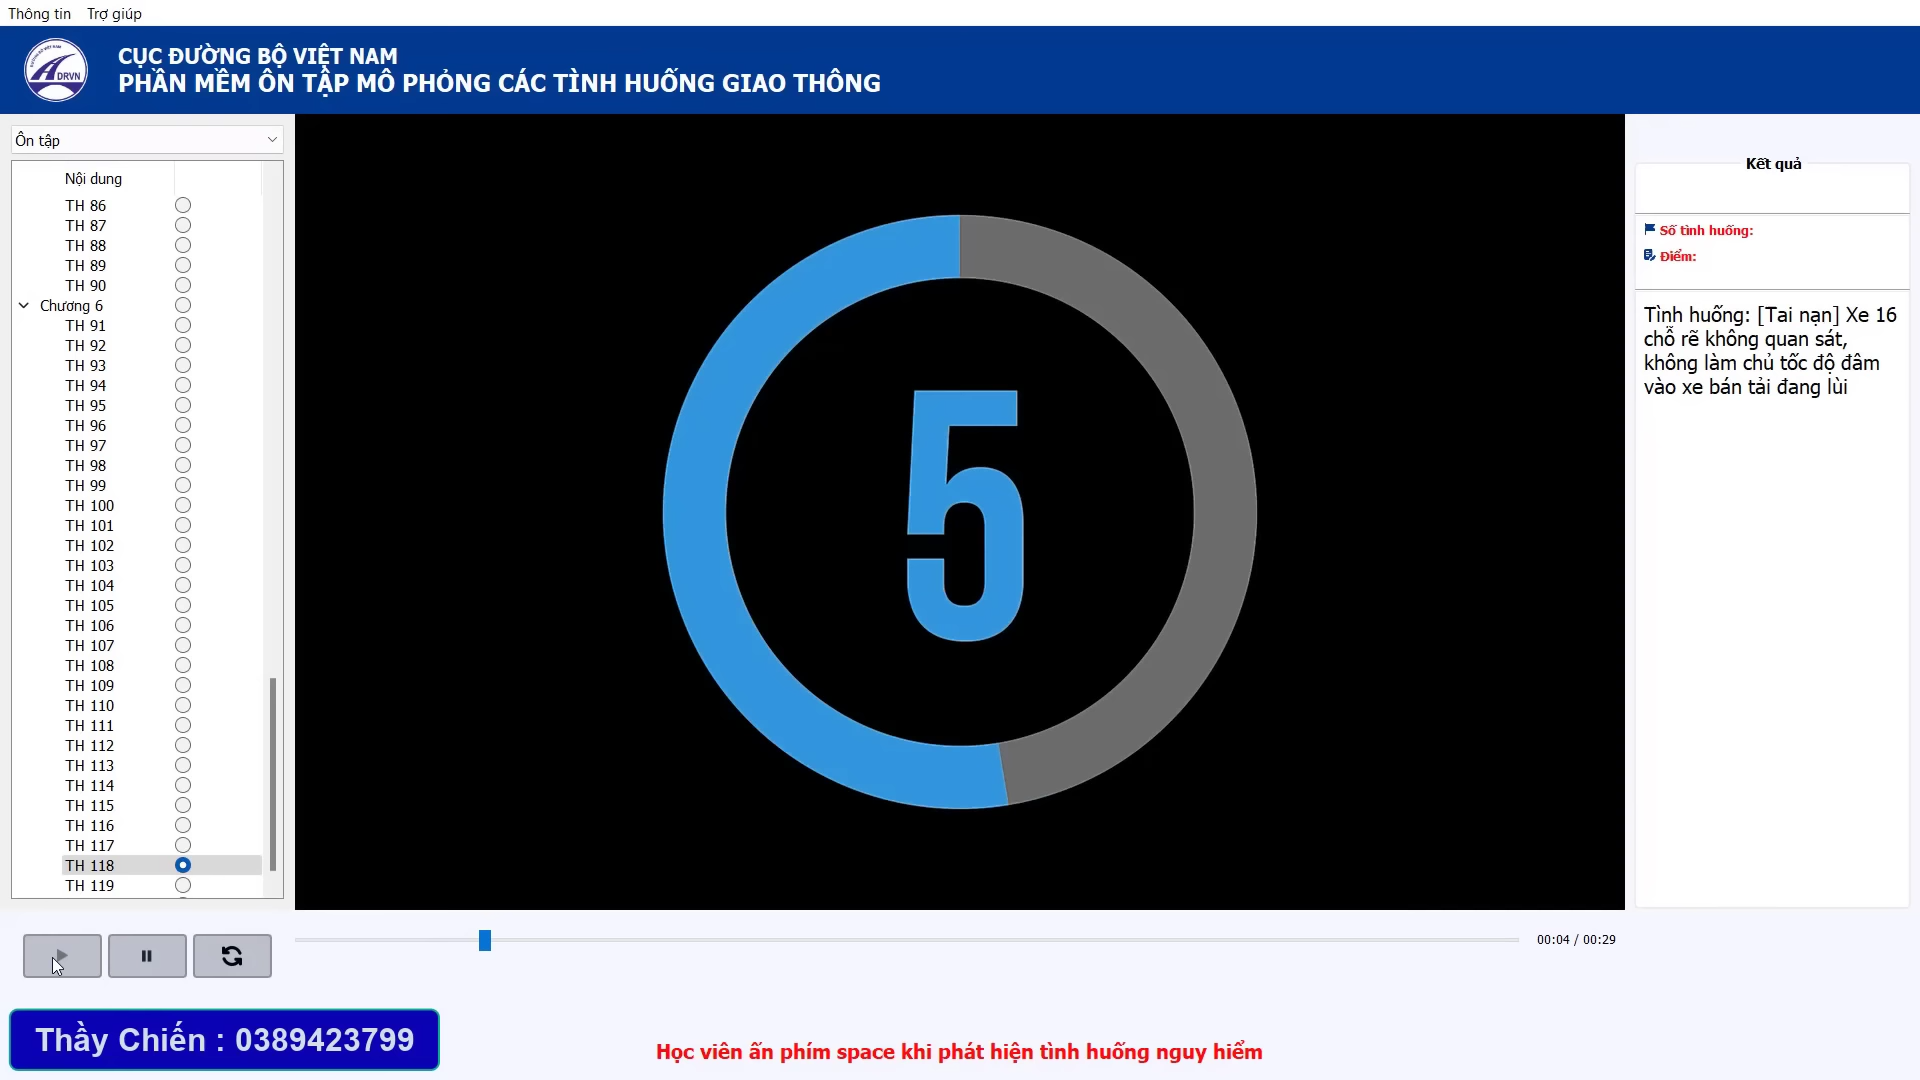 Thông tin Trợ giúp
CỤC ĐƯỜNG BỘ VIỆT NAM
PHẦN MỀM ÔN TẬP MÔ PHỎNG CÁC TÌNH HUỐNG GIAO THÔNG
DRVN
Ôn tập
Nội dung
TH 86
TH 87
TH 88
TH 89
TH 90
Chương 6
TH 91
TH 92
TH 93
TH 94
TH 95
TH 96
TH 97
TH 98
TH 99
TH 100
TH 101
TH 102
TH 103
TH 104
TH 105
TH 106
TH 107
TH 108
TH 109
TH 110
TH 111
TH 112
TH 113
TH 114
TH 115
TH 116
TH 117
TH 118
TH 119
5
Kết quả
Số tình huống:
Điểm:
Tình huống: [Tai nạn] Xe 16
chỗ rẽ không quan sát,
không làm chủ tốc độ đâm
vào xe bán tải đang lùi
00:04 / 00:29
Thầy Chiến : 0389423799
Học viên ấn phím space khi phát hiện tình huống nguy hiểm